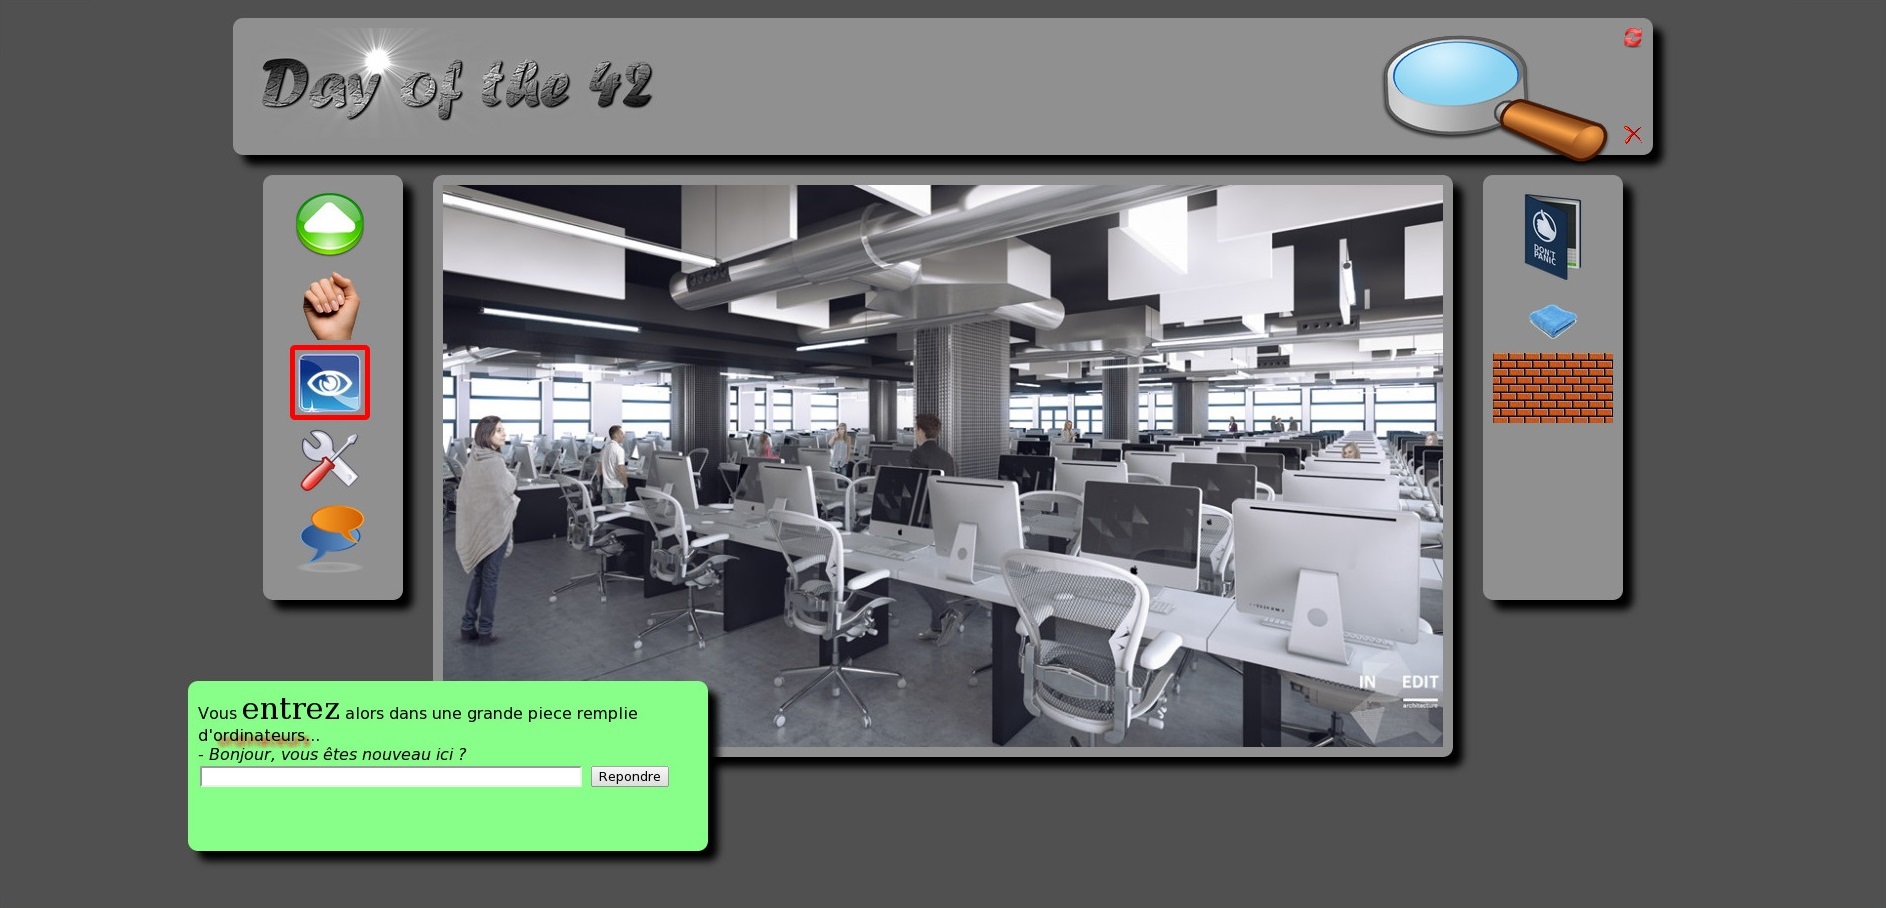 Day of the 42
DON'T
PANIC
IN EDIT
architecture
Vous entrez alors dans une grande piece remplie
d'ordinateurs...
- Bonjour, vous êtes nouveau ici ?
Repondre